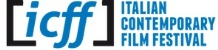 [icff]
ITALIAN
CONTEMPORARY
FILM FESTIVAL